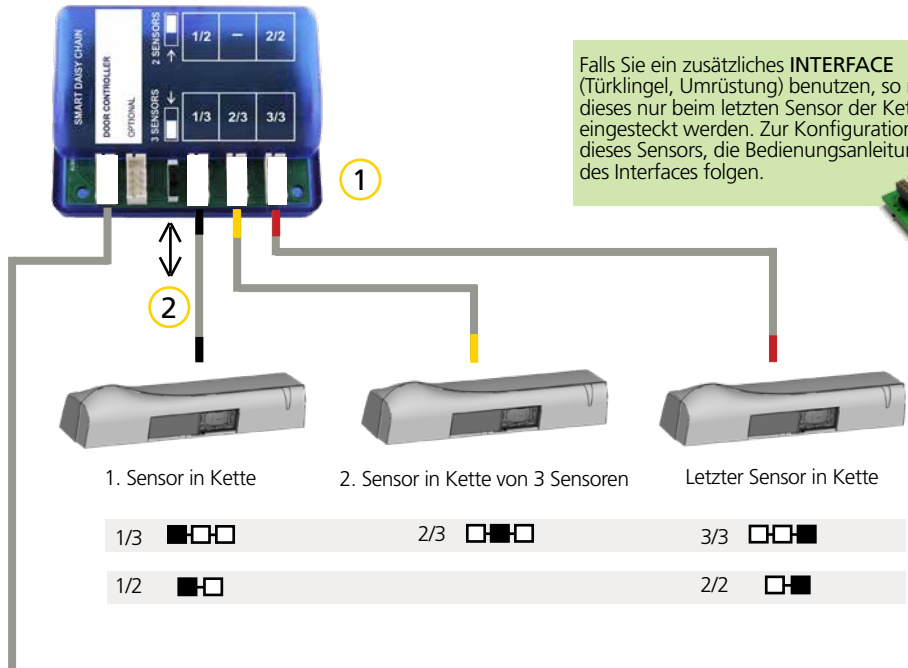 SMART DAISY CHAIN
DOOR CONTROLLER
OPTIONAL
2 SENSORS
1/2 – 2/2
3 SENSORS
1/3 2/3 3/3
1
Falls Sie ein zusätzliches INTERFACE
(Türklingel, Umrüstung) benutzen, so
dieses nur beim letzten Sensor der
eingesteckt werden. Zur Konfiguration
dieses Sensors, die
des Interfaces folgen.
2
1. Sensor in Kette
2. Sensor in Kette von 3 Sensoren
Letzter Sensor in Kette
1/3
2/3
3/3
1/2
2/2